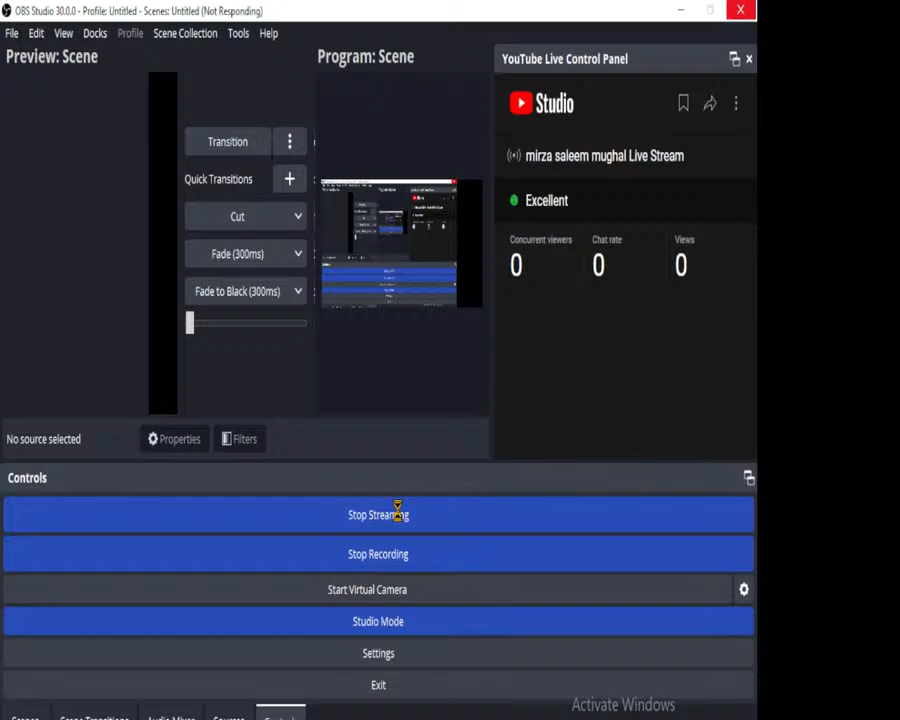 OBS Studio 30.0.0 - Profile: Untitled - Scenes: Untitled (Not Responding)
File Edit View Docks Profile Scene Collection Tools Help
Preview: Scene
Program: Scene
YouTube Live Control Panel
Transition
Quick Transitions
Cut
Fade (300ms)
Fade to Black (300ms)
Studio
mirza saleem mughal Live Stream
Excellent
Concurrent viewers Chat rate Views
0 0 0
No source selected Properties Filters
Controls
Stop Streaming
Stop Recording
Start Virtual Camera
Studio Mode
Settings
Exit
Activate Windows